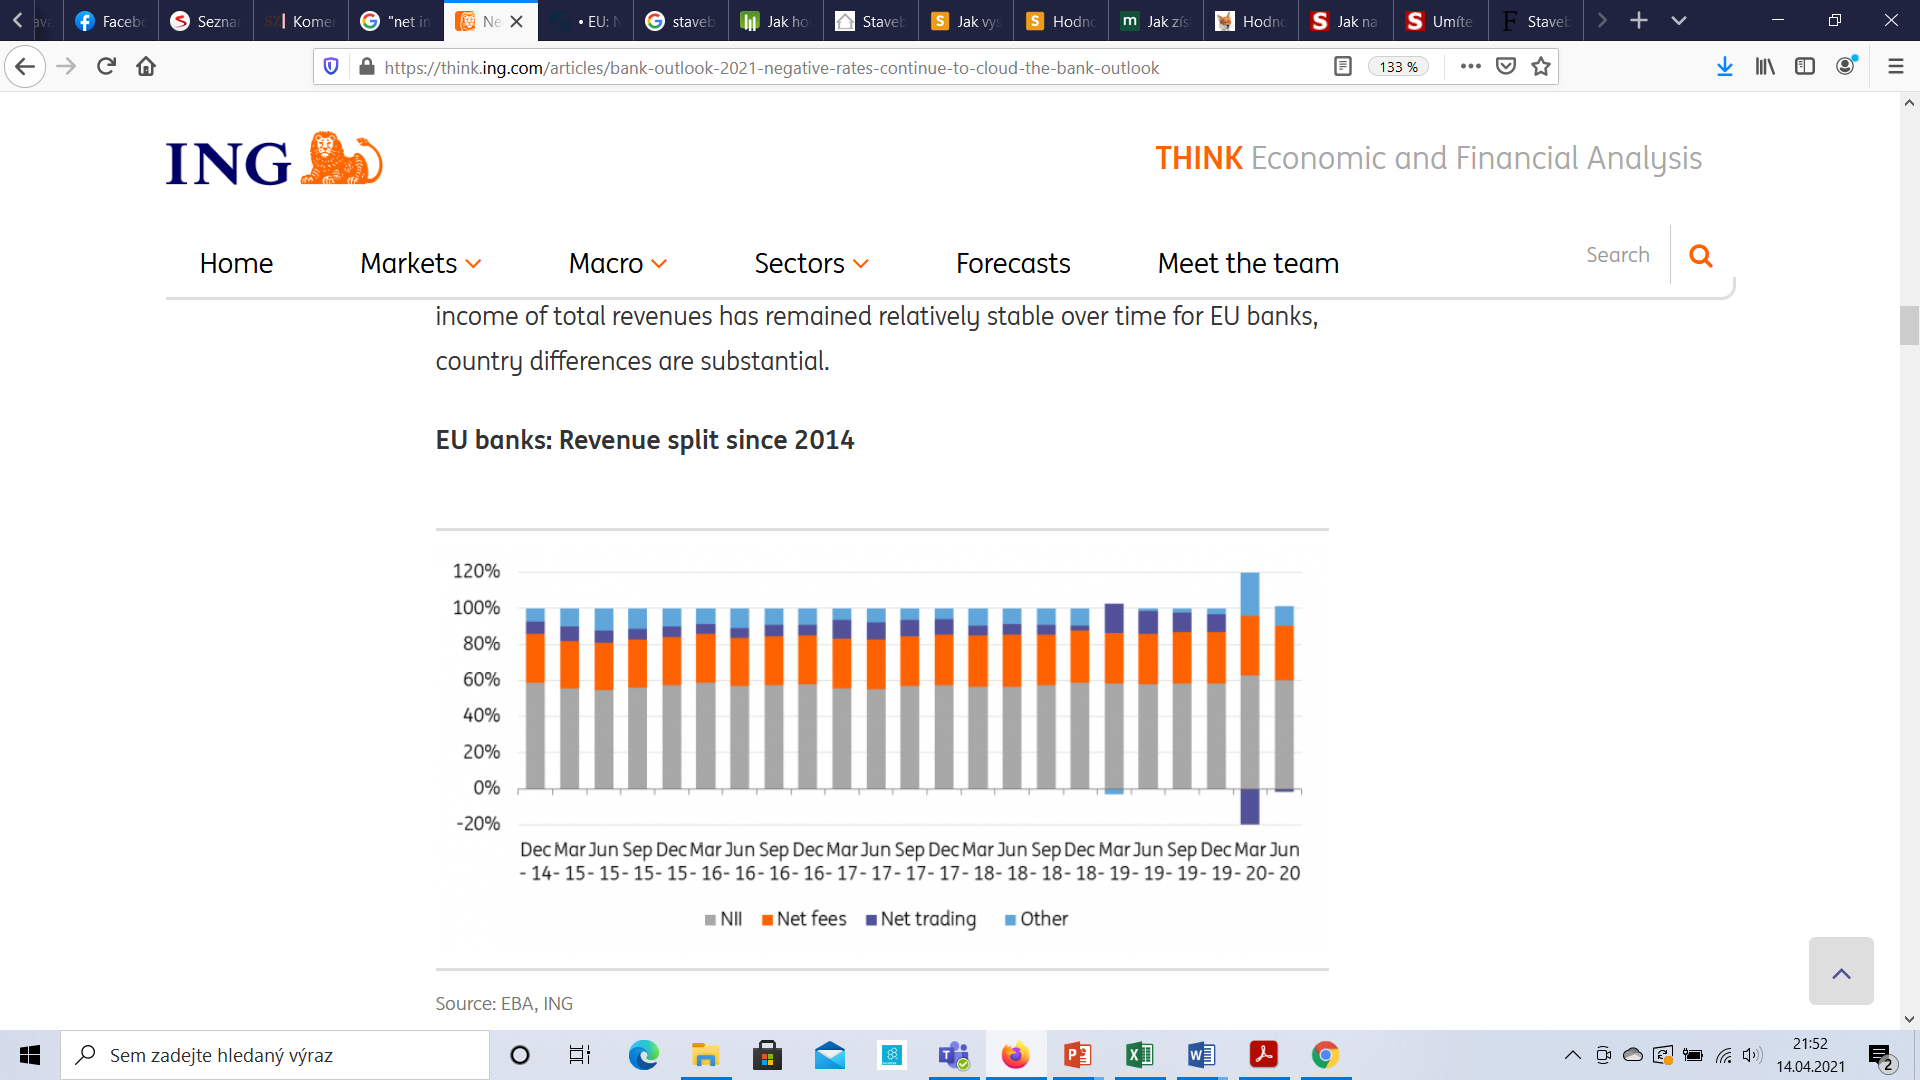 Facebo
Seznar
SZ Komer
"net in
Ne
• EU: N
staveb
Jak ho
Staveb
Jak vys
Hodno
Jak zís
Hodno
Jak na
Umíte
Staveb
https://think.ing.com/articles/bank-outlook-2021-negative-rates-continue-to-cloud-the-bank-outlook
133 %
ING
THINK Economic and Financial Analysis
Home Markets Macro Sectors Forecasts Meet the team Search
income of total revenues has remained relatively stable over time for EU banks,
country differences are substantial.
EU banks: Revenue split since 2014
120%
100%
80%
60%
40%
20%
0%
-20%
Dec Mar Jun Sep Dec Mar Jun Sep Dec Mar Jun Sep Dec Mar Jun Sep Dec Mar Jun Sep Dec Mar Jun
- 14 - 15 - 15 - 15 - 15 - 16 - 16 - 16 - 16 - 17 - 17 - 17 - 17 - 18 - 18 - 18 - 18 - 19 - 19 - 19 - 19 - 20 - 20
NII Net fees Net trading Other
Source: EBA, ING
Sem zadejte hledaný výraz
21:52
14.04.2021
2